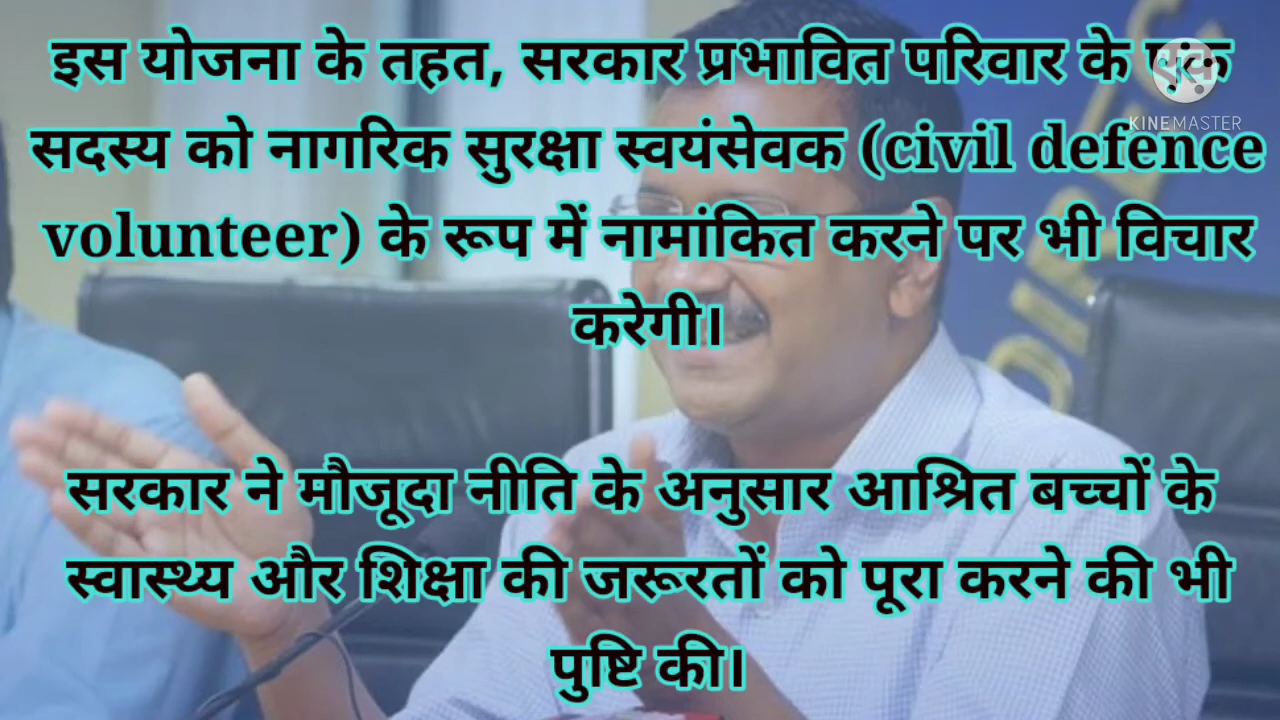 इस योजना के तहत, सरकार प्रभावित परिवार के एक
KINEMASTER
सदस्य को नागरिक सुरक्षा स्वयंसेवक (civil defence
volunteer) के रूप में नामांकित करने पर भी विचार
करेगी।
सरकार ने मौजूदा नीति के अनुसार आश्रित बच्चों के
स्वास्थ्य और शिक्षा की जरूरतों को पूरा करने की भी
पुष्टि की।